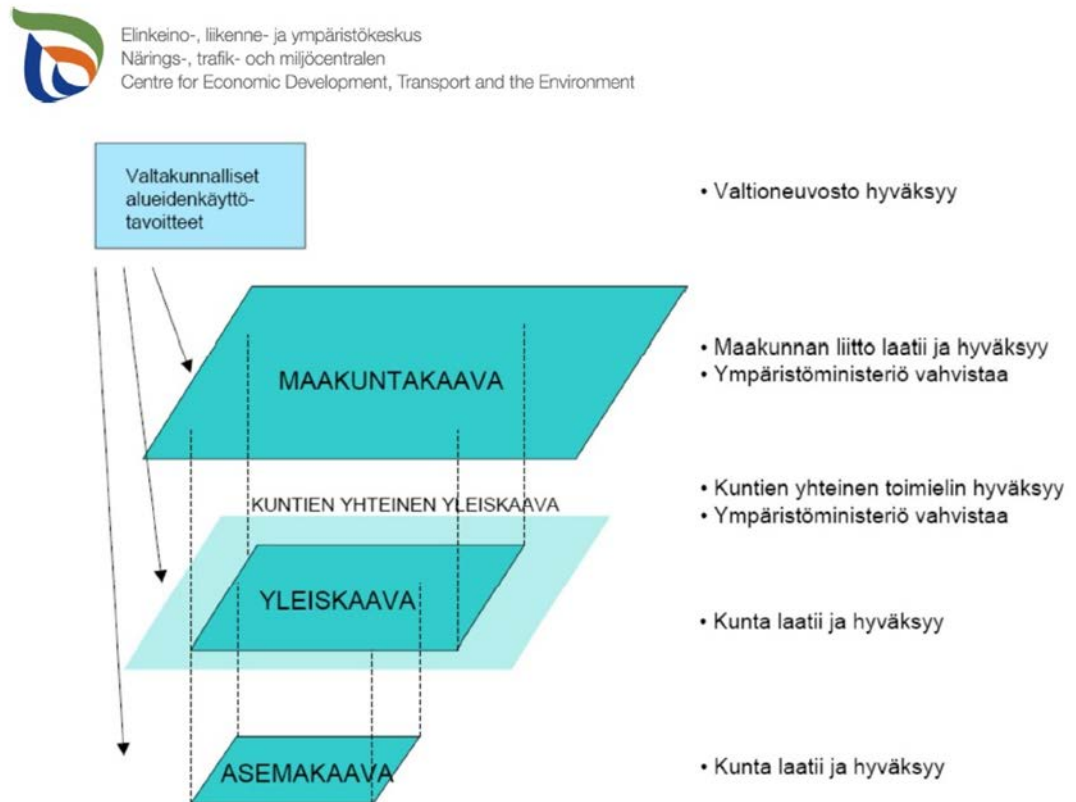 Elinkeino-, liikenne- ja ympäristökeskus
Närings-, trafik- och miljöcentralen
Centre for Economic Development, Transport and the Environment
Valtakunnalliset
alueidenkäyttö-
tavoitteet
• Valtioneuvosto hyväksyy
MAAKUNTAKAAVA
• Maakunnan liitto laatii ja hyväksyy
• Ympäristöministeriö vahvistaa
KUNTIEN YHTEINEN YLEISKAAVA
• Kuntien yhteinen toimielin hyväksyy
• Ympäristöministeriö vahvistaa
YLEISKAAVA
• Kunta laatii ja hyväksyy
ASEMAKAAVA
• Kunta laatii ja hyväksyy